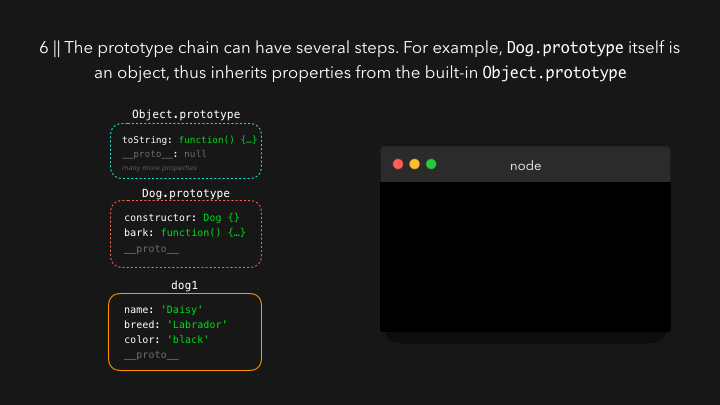 6 || The prototype chain can have several steps. For example, Dog.prototype itself is
an object, thus inherits properties from the built-in Object.prototype
Object.prototype
toString: function() {…}
__proto__: null
many more properties
Dog.prototype
constructor: Dog {}
bark: function() {…}
__proto__
dog1
name: 'Daisy'
breed: 'Labrador'
color: 'black'
__proto__
node